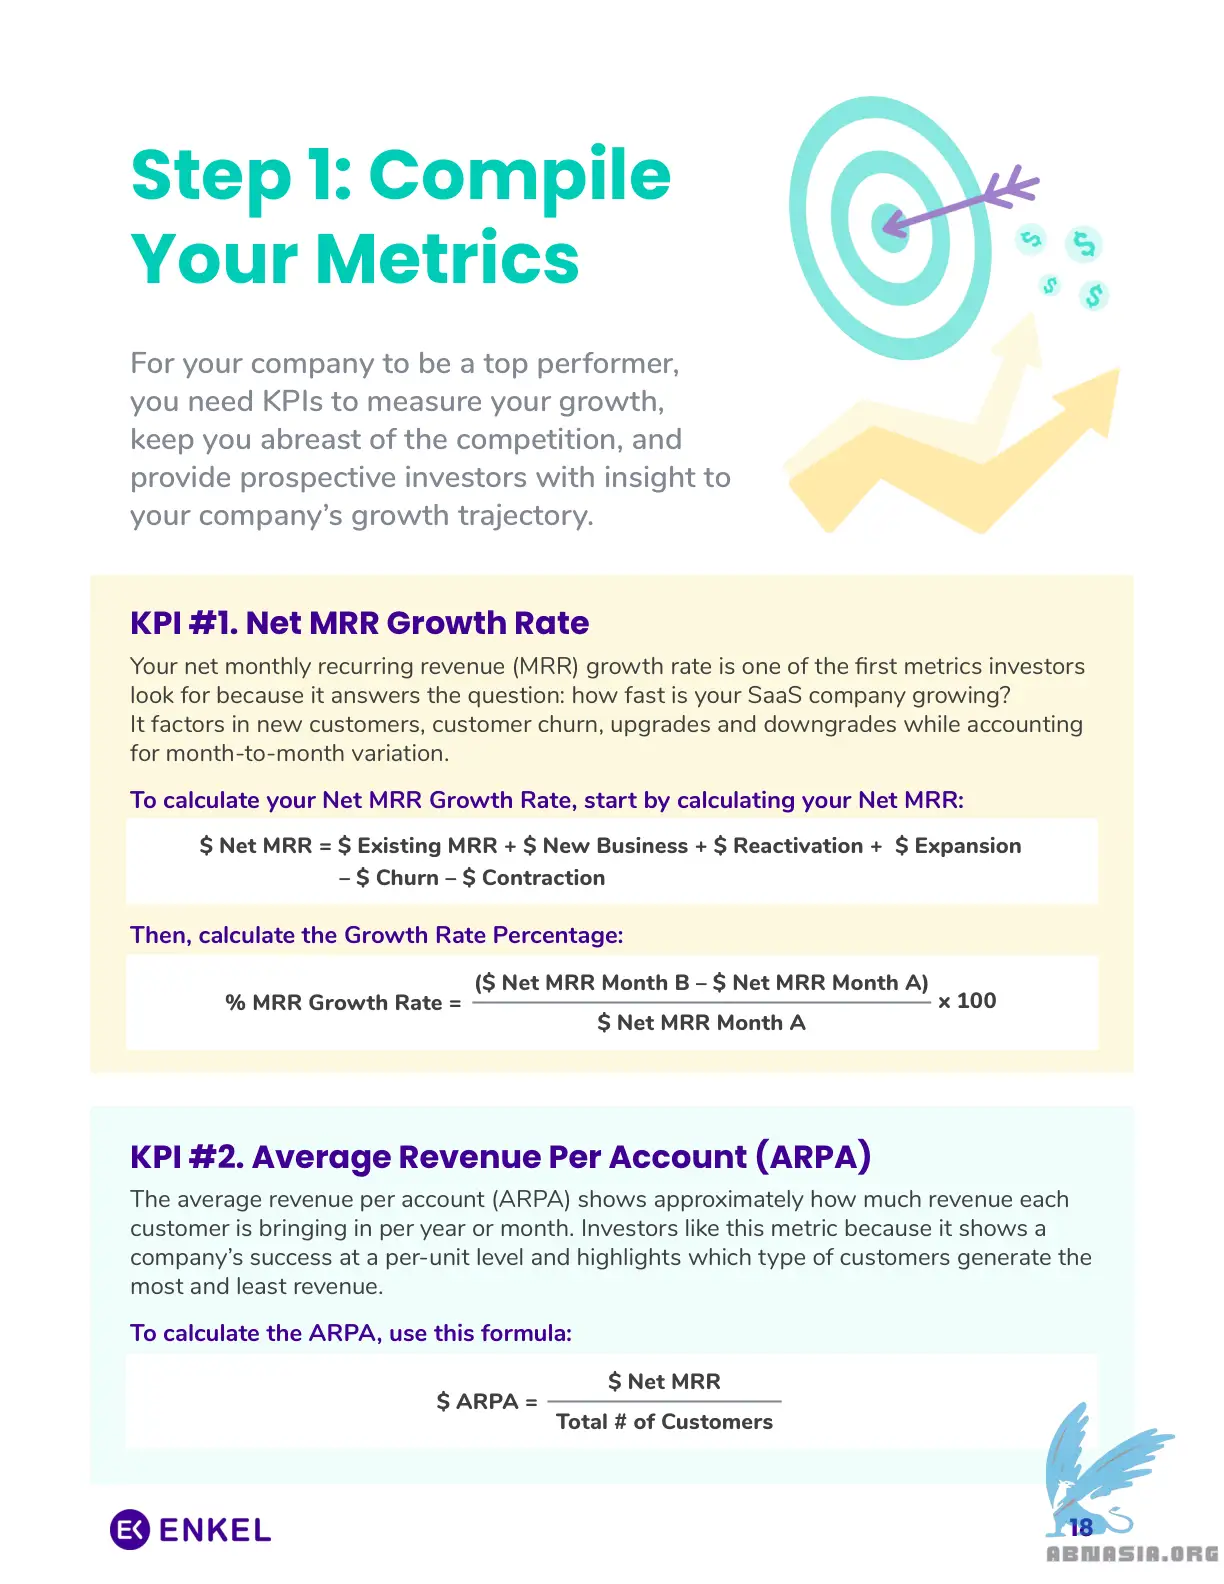 Step 1: Compile
Your Metrics
For your company to be a top performer,
you need KPIs to measure your growth,
keep you abreast of the competition, and
provide prospective investors with insight to
your company's growth trajectory.
KPI #1. Net MRR Growth Rate
Your net monthly recurring revenue (MRR) growth rate is one of the first metrics investors
look for because it answers the question: how fast is your SaaS company growing?
It factors in new customers, customer churn, upgrades and downgrades while accounting
for month-to-month variation.
To calculate your Net MRR Growth Rate, start by calculating your Net MRR:
$ Net MRR = $ Existing MRR + $ New Business + $ Reactivation + $ Expansion
– $ Churn – $ Contraction
Then, calculate the Growth Rate Percentage:
($ Net MRR Month B – $ Net MRR Month A)
% MRR Growth Rate = x 100
$ Net MRR Month A
KPI #2. Average Revenue Per Account (ARPA)
The average revenue per account (ARPA) shows approximately how much revenue each
customer is bringing in per year or month. Investors like this metric because it shows a
company's success at a per-unit level and highlights which type of customers generate the
most and least revenue.
To calculate the ARPA, use this formula:
$ Net MRR
$ ARPA =
Total # of Customers
EK ENKEL
18
ABNASIA.ORG